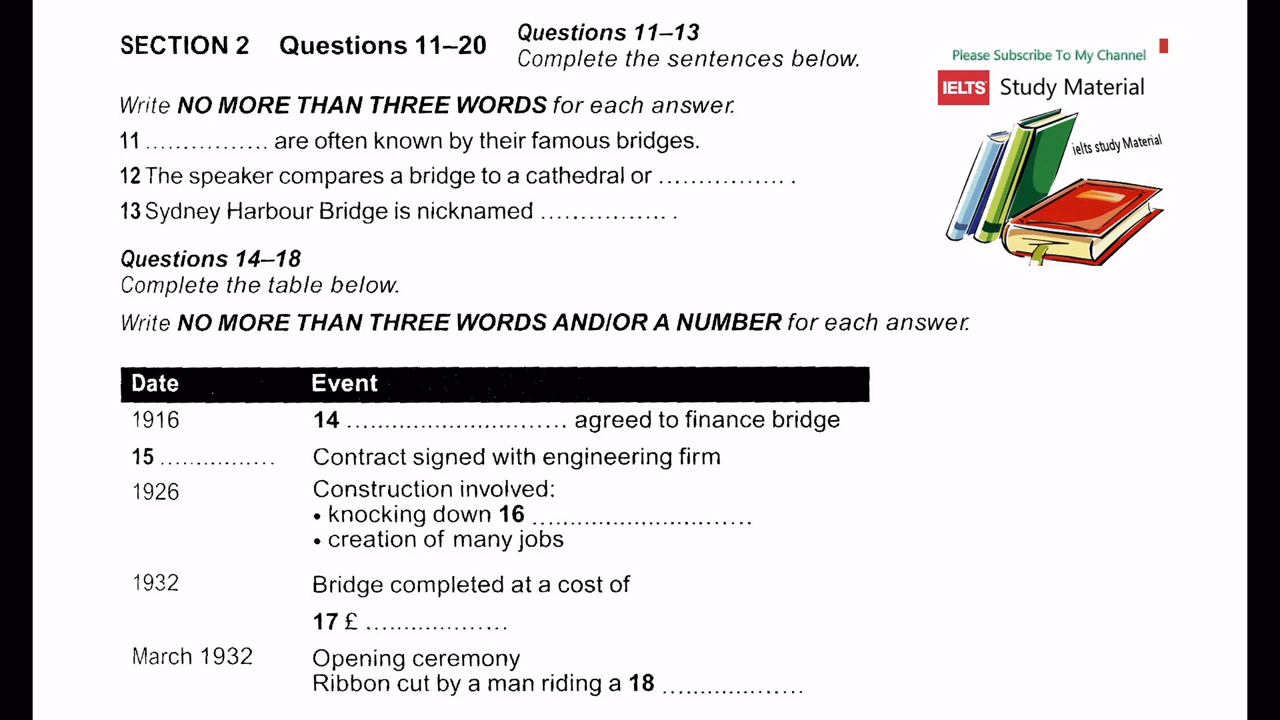 SECTION 2 Questions 11–20
Questions 11–13
Complete the sentences below.
Please Subscribe To My Channel
IELTS Study Material
ielts study Material
Write NO MORE THAN THREE WORDS for each answer.
11 ................ are often known by their famous bridges.
12 The speaker compares a bridge to a cathedral or ................ .
13 Sydney Harbour Bridge is nicknamed ................ .
Questions 14–18
Complete the table below.
Write NO MORE THAN THREE WORDS AND/OR A NUMBER for each answer.
Date Event
1916 14 ............................. agreed to finance bridge
15 ............... Contract signed with engineering firm
1926 Construction involved:
• knocking down 16 .............................
• creation of many jobs
1932 Bridge completed at a cost of
17 £ ...................
March 1932 Opening ceremony
Ribbon cut by a man riding a 18 ...................